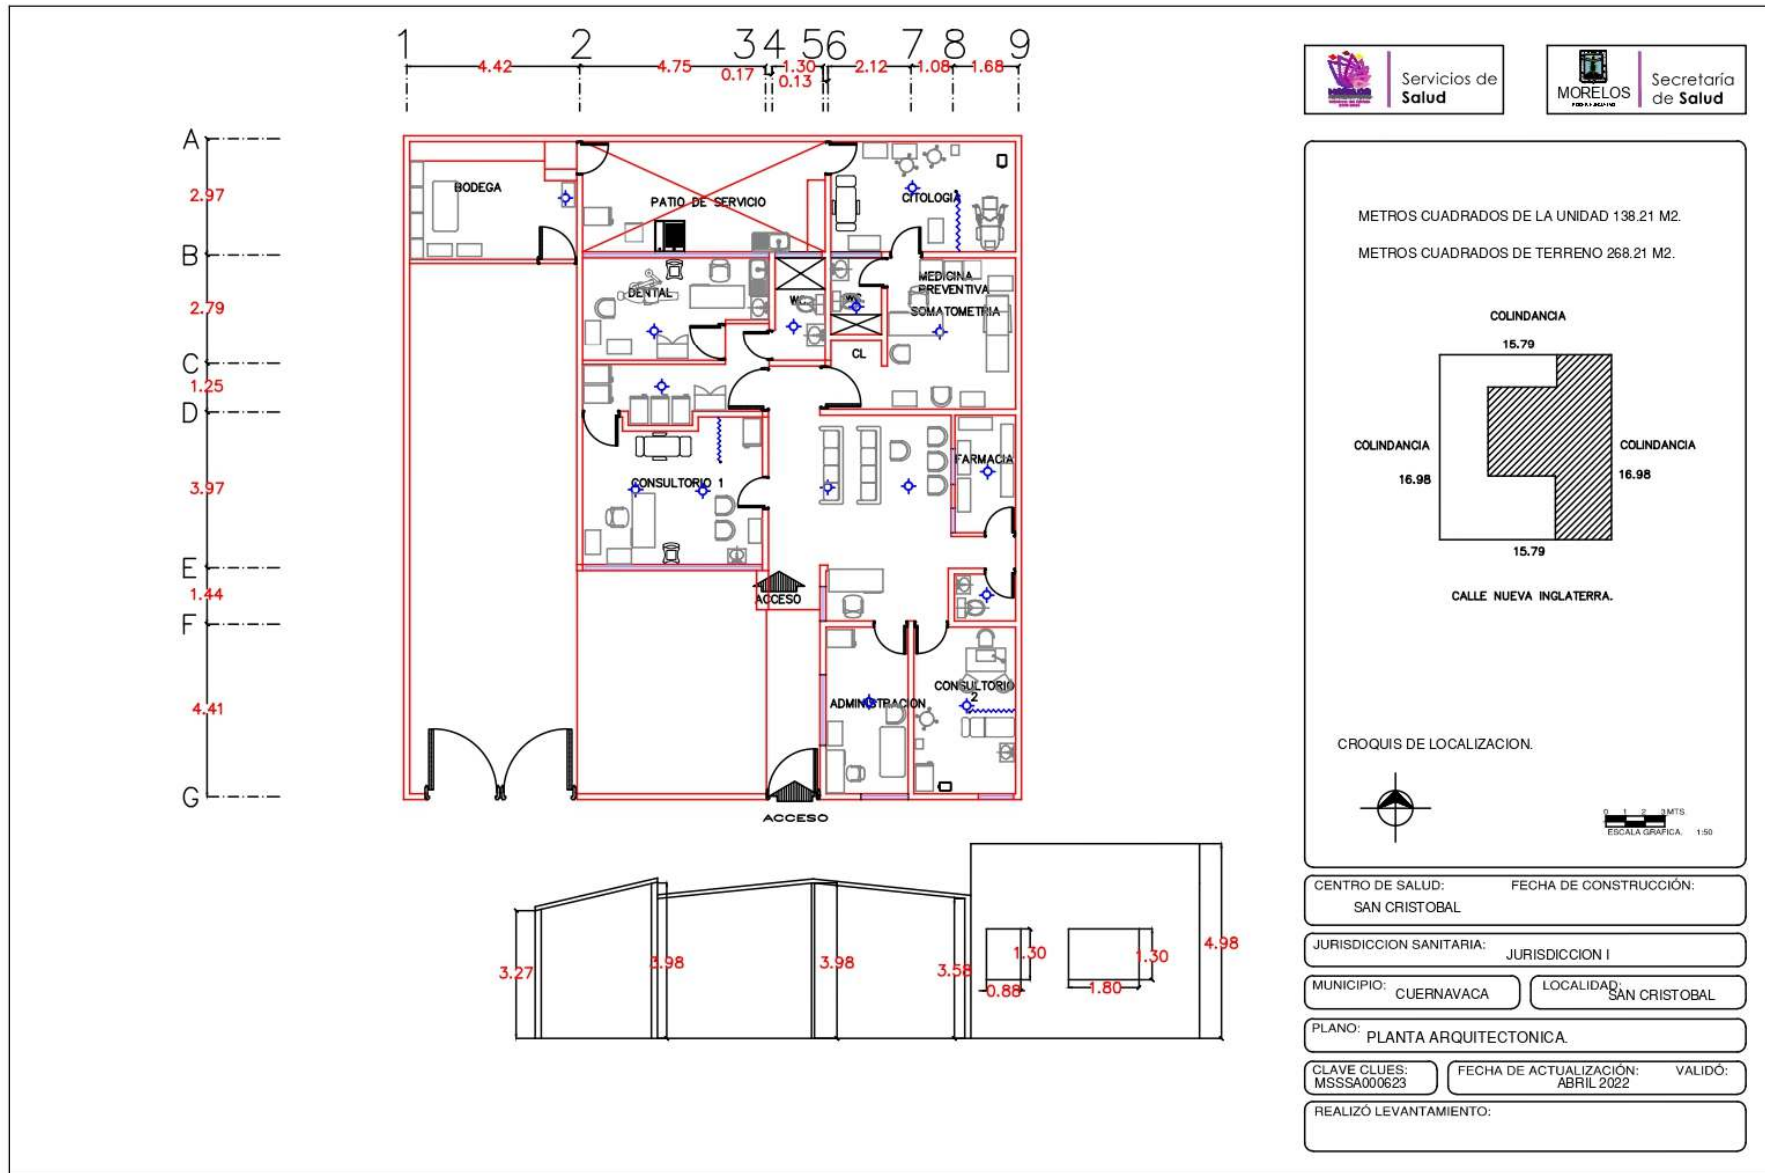 1 2 3 4 5 6 7 8 9
4.42 4.75 0.17 1.30 0.13 2.12 1.08 1.68
A
2.97
B
2.79
C
1.25
D
3.97
E
1.44
F
4.41
G
BODEGA
PATIO DE SERVICIO
CITOLOGIA
DENTAL
WC
WC
MEDICINA
PREVENTIVA
SOMATOMETRIA
CL
CONSULTORIO 1
FARMACIA
ACCESO
ADMINISTRACION
CONSULTORIO
2
ACCESO
3.27
3.98
3.98
3.58
0.88
1.30
1.80
1.30
4.98
Servicios de
Salud
MORELOS
MORELOS
Secretaría
de Salud
METROS CUADRADOS DE LA UNIDAD 138.21 M2.
METROS CUADRADOS DE TERRENO 268.21 M2.
COLINDANCIA
15.79
COLINDANCIA
16.98
COLINDANCIA
16.98
15.79
CALLE NUEVA INGLATERRA.
CROQUIS DE LOCALIZACION.
0 1 2 3MTS
ESCALA GRAFICA. 1:50
CENTRO DE SALUD: FECHA DE CONSTRUCCIÓN:
SAN CRISTOBAL
JURISDICCION SANITARIA: JURISDICCION I
MUNICIPIO: CUERNAVACA
LOCALIDAD: SAN CRISTOBAL
PLANO: PLANTA ARQUITECTONICA.
CLAVE CLUES:
MSSSA000623
FECHA DE ACTUALIZACIÓN: VALIDÓ:
ABRIL 2022
REALIZÓ LEVANTAMIENTO: